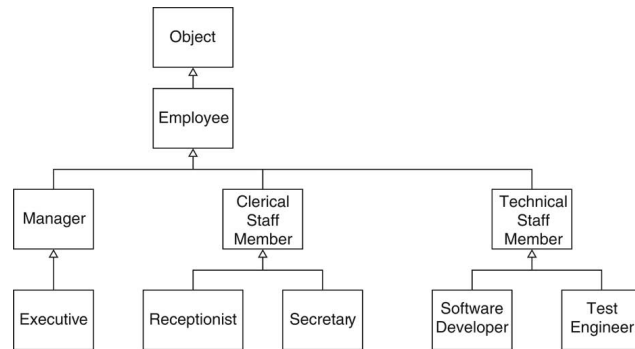 Object
Employee
Manager
Clerical
Staff
Member
Technical
Staff
Member
Executive
Receptionist
Secretary
Software
Developer
Test
Engineer